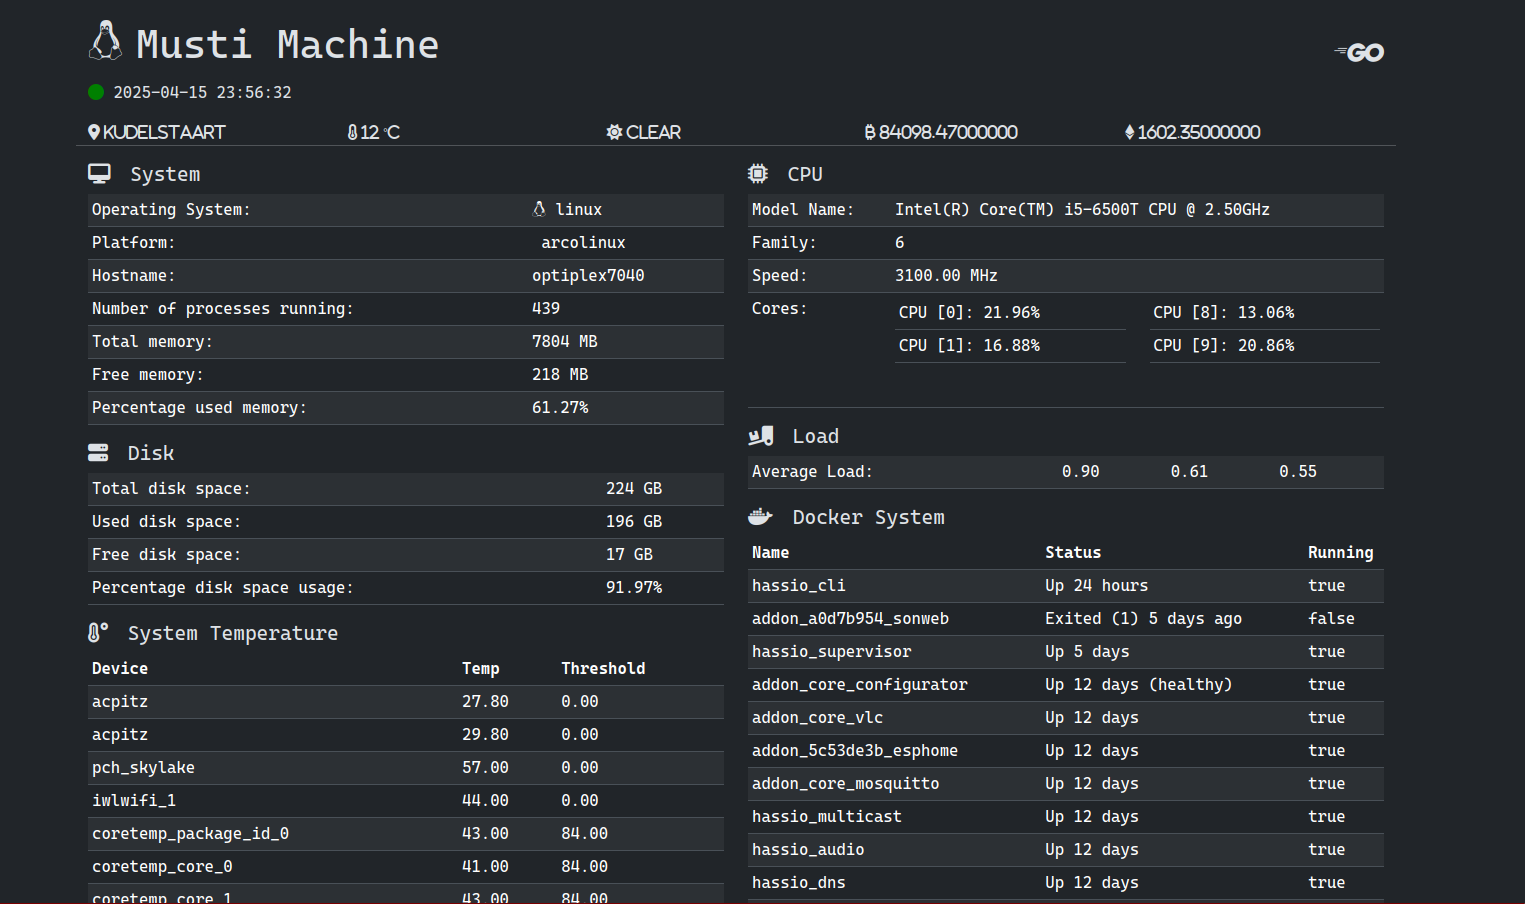 Musti Machine
GO
2025-04-15 23:56:32
KUDELSTAART 12 °C CLEAR 84098.47000000 1602.35000000
System
Operating System: linux
Platform: arcolinux
Hostname: optiplex7040
Number of processes running: 439
Total memory: 7804 MB
Free memory: 218 MB
Percentage used memory: 61.27%
Disk
Total disk space: 224 GB
Used disk space: 196 GB
Free disk space: 17 GB
Percentage disk space usage: 91.97%
System Temperature
Device Temp Threshold
acpitz 27.80 0.00
acpitz 29.80 0.00
pch_skylake 57.00 0.00
iwlwifi_1 44.00 0.00
coretemp_package_id_0 43.00 84.00
coretemp_core_0 41.00 84.00
coretemp_core_1 43.00 84.00
CPU
Model Name: Intel(R) Core(TM) i5-6500T CPU @ 2.50GHz
Family: 6
Speed: 3100.00 MHz
Cores: CPU [0]: 21.96% CPU [8]: 13.06%
CPU [1]: 16.88% CPU [9]: 20.86%
Load
Average Load: 0.90 0.61 0.55
Docker System
Name Status Running
hassio_cli Up 24 hours true
addon_a0d7b954_sonweb Exited (1) 5 days ago false
hassio_supervisor Up 5 days true
addon_core_configurator Up 12 days (healthy) true
addon_core_vlc Up 12 days true
addon_5c53de3b_esphome Up 12 days true
addon_core_mosquitto Up 12 days true
hassio_multicast Up 12 days true
hassio_audio Up 12 days true
hassio_dns Up 12 days true